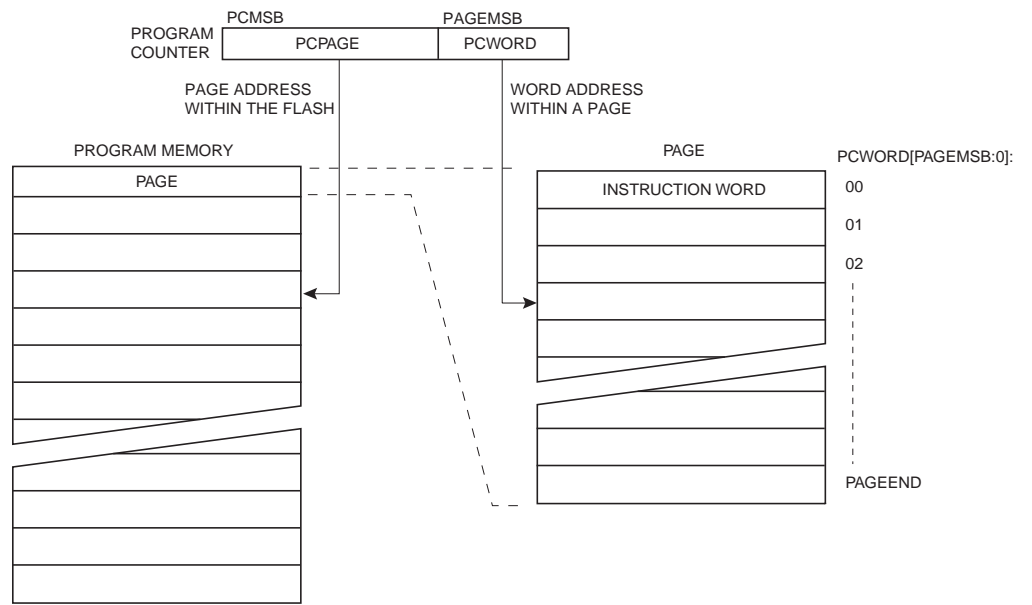 PCMSB PAGEMSB
PROGRAM
COUNTER
PCPAGE PCWORD
PAGE ADDRESS
WITHIN THE FLASH
WORD ADDRESS
WITHIN A PAGE
PROGRAM MEMORY
PAGE
PAGE
PCWORD[PAGEMSB:0]:
INSTRUCTION WORD
00
01
02
PAGEEND